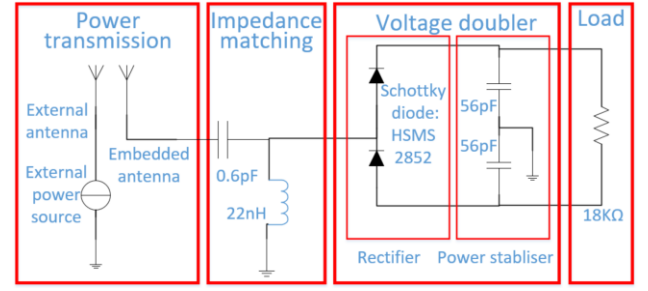 Power
transmission
Impedance
matching
Voltage doubler
Load
External
antenna
External
power
source
Embedded
antenna
0.6pF
22nH
Schottky
diode:
HSMS
2852
56pF
56pF
18KΩ
Rectifier
Power stabliser